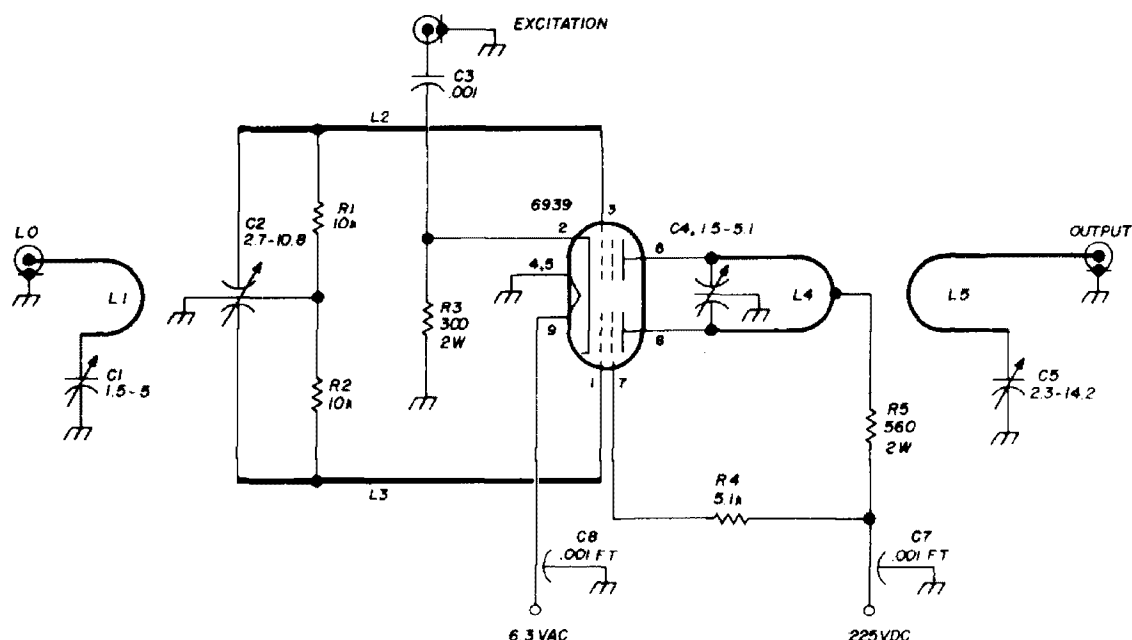 EXCITATION
C3
.001
L2
6939
3
2
C4, 1.5-5.1
OUTPUT
LO
C2
2.7-10.8
R1
10k
6
4,5
L1
L4
L5
R3
300
2W
9
8
C1
1.5-5
R2
10k
1
7
C5
2.3-14.2
R5
560
2W
L3
R4
5.1k
C8
.001 FT
C7
.001 FT
6.3 VAC
225VDC